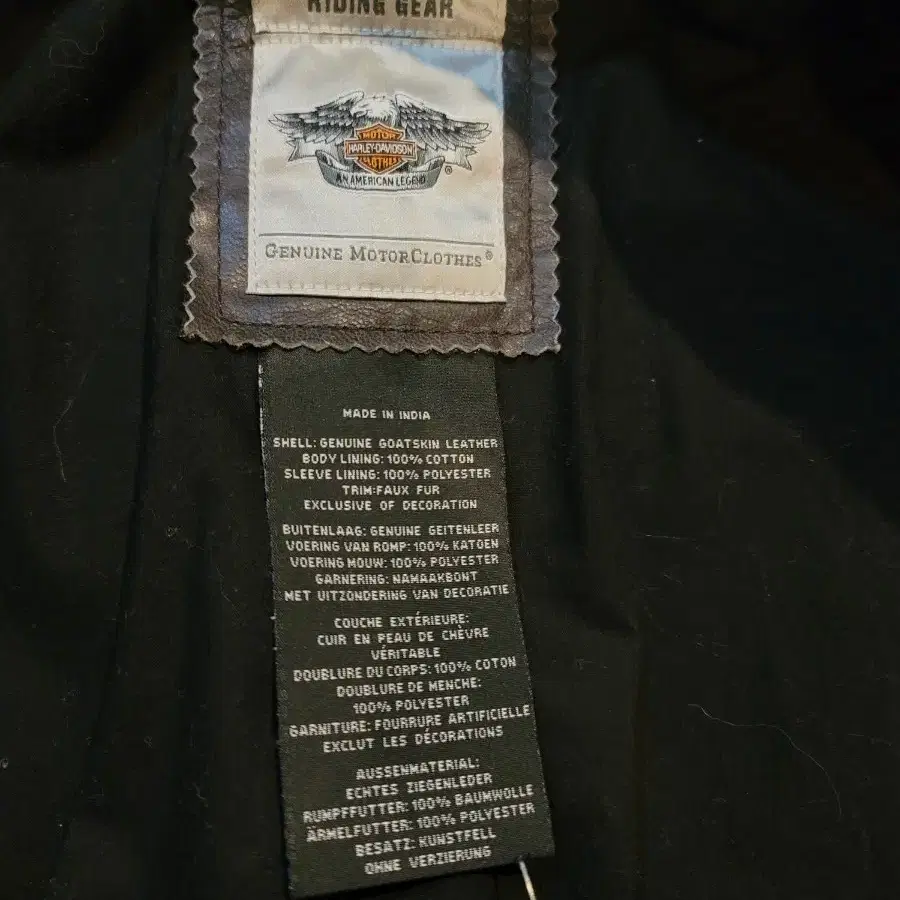 RIDING GEAR
MOTOR
HARLEY-DAVIDSON
CLOTHES
AN AMERICAN LEGEND ®
GENUINE MOTORCLOTHES®
MADE IN INDIA
SHELL: GENUINE GOATSKIN LEATHER
BODY LINING: 100% COTTON
SLEEVE LINING: 100% POLYESTER
TRIM:FAUX FUR
EXCLUSIVE OF DECORATION
BUITENLAAG: GENUINE GEITENLEER
VOERING VAN ROMP: 100% KATOEN
VOERING MOUW: 100% POLYESTER
GARNERING: NAMAAKBONT
MET UITZONDERING VAN DECORATIE
COUCHE EXTÉRIEURE:
CUIR EN PEAU DE CHÈVRE
VÉRITABLE
DOUBLURE DU CORPS: 100% COTON
DOUBLURE DE MENCHE:
100% POLYESTER
GARNITURE: FOURRURE ARTIFICIELLE
EXCLUT LES DÉCORATIONS
AUSSENMATERIAL:
ECHTES ZIEGENLEDER
RUMPFFUTTER: 100% BAUMWOLLE
ÄRMELFUTTER: 100% POLYESTER
BESATZ: KUNSTFELL
OHNE VERZIERUNG